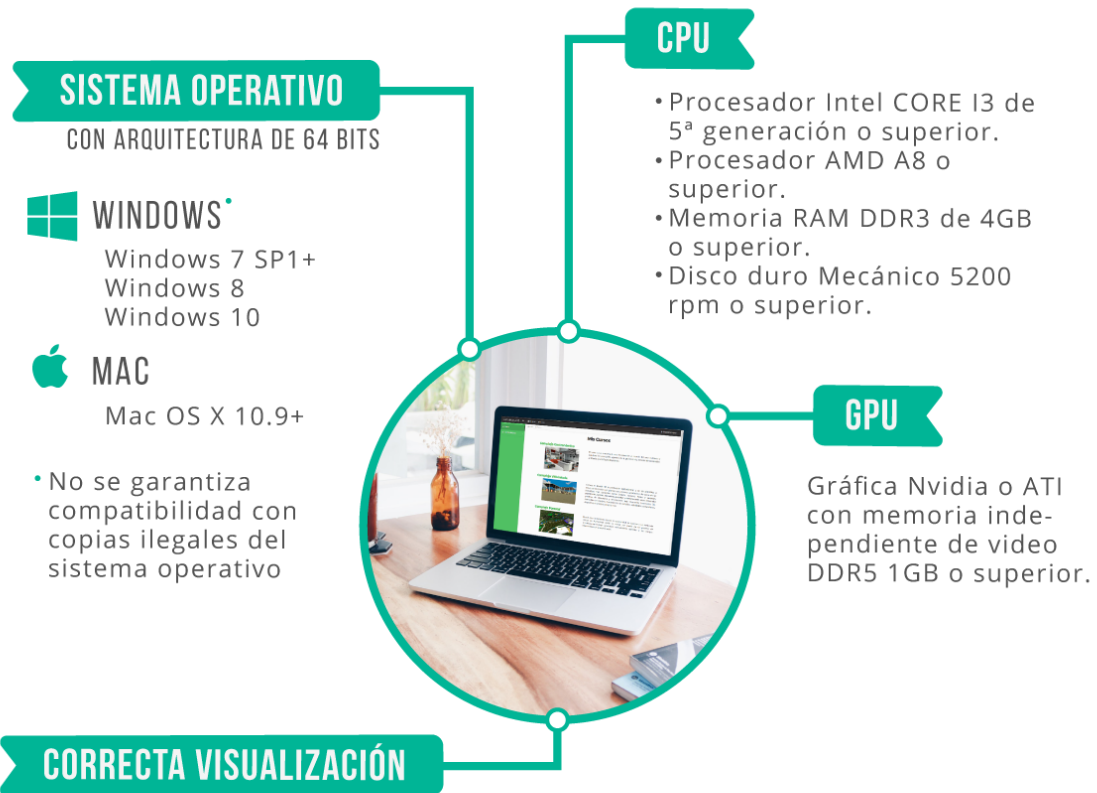 SISTEMA OPERATIVO
CON ARQUITECTURA DE 64 BITS
WINDOWS•
Windows 7 SP1+
Windows 8
Windows 10
MAC
Mac OS X 10.9+
• No se garantiza
compatibilidad con
copias ilegales del
sistema operativo
CPU
• Procesador Intel CORE I3 de
5ª generación o superior.
• Procesador AMD A8 o
superior.
• Memoria RAM DDR3 de 4GB
o superior.
• Disco duro Mecánico 5200
rpm o superior.
GPU
Gráfica Nvidia o ATI
con memoria inde-
pendiente de video
DDR5 1GB o superior.
CORRECTA VISUALIZACIÓN